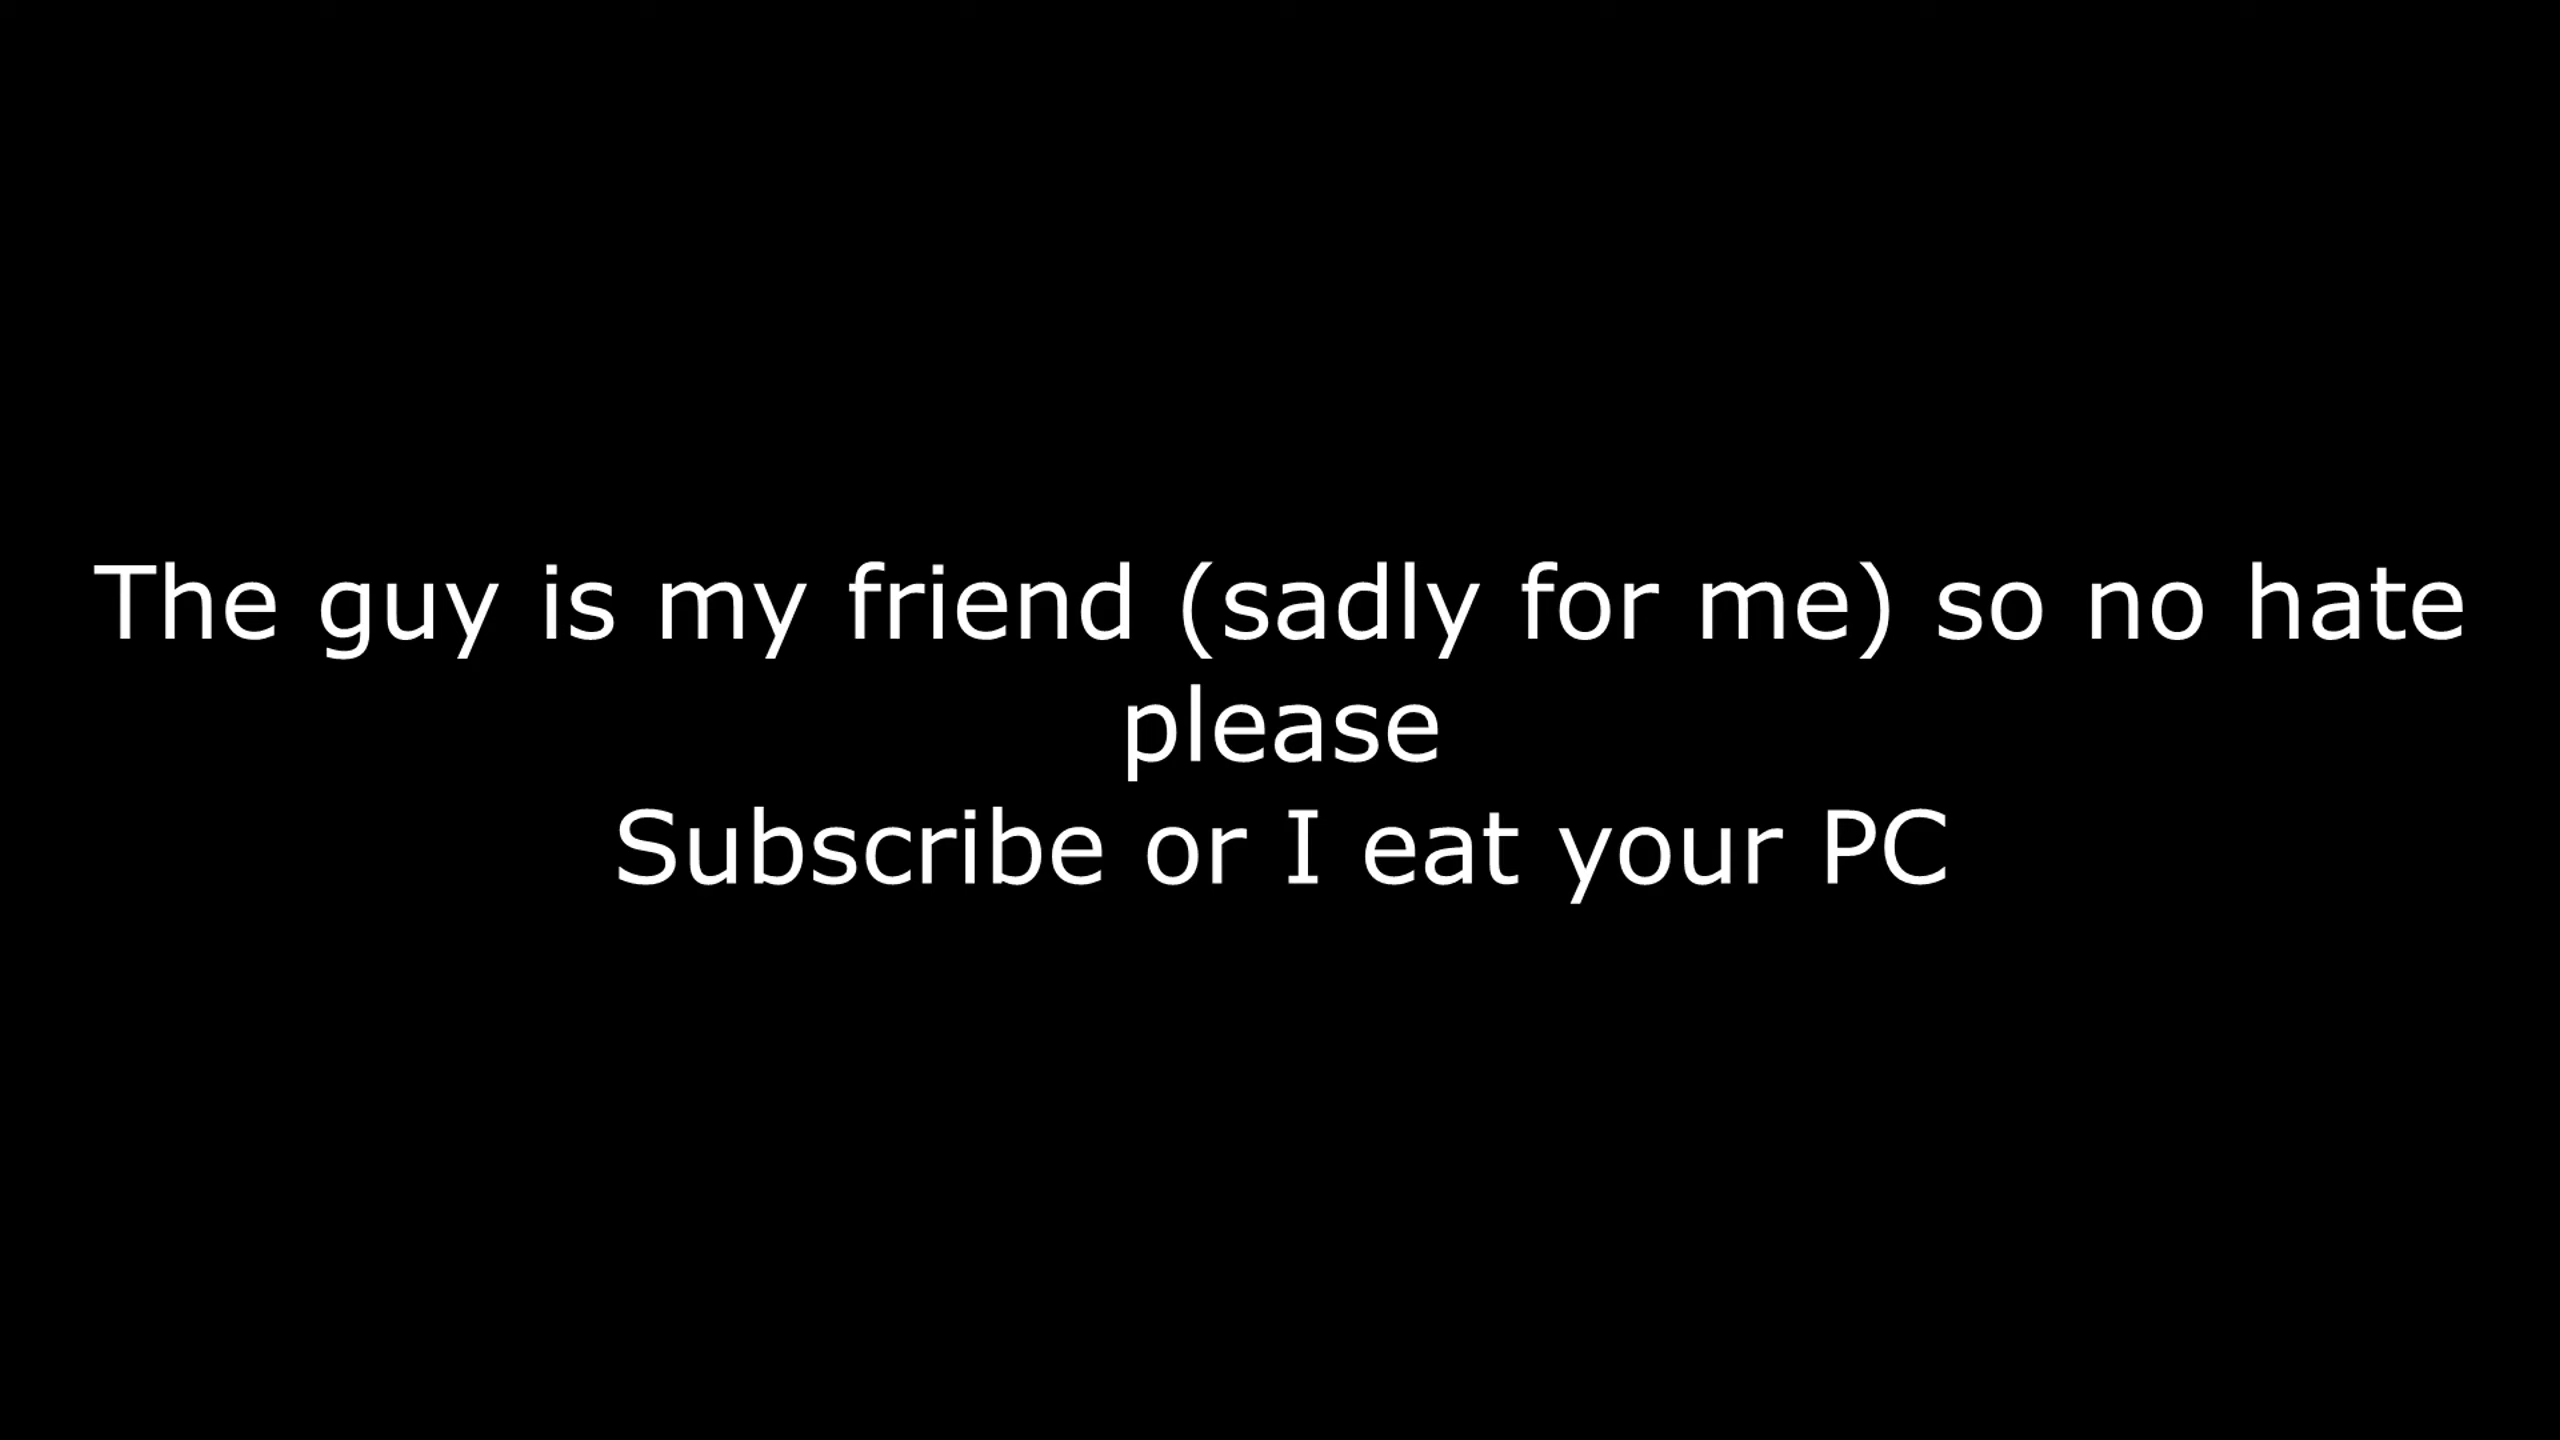 The guy is my friend (sadly for me) so no hate
please
Subscribe or I eat your PC